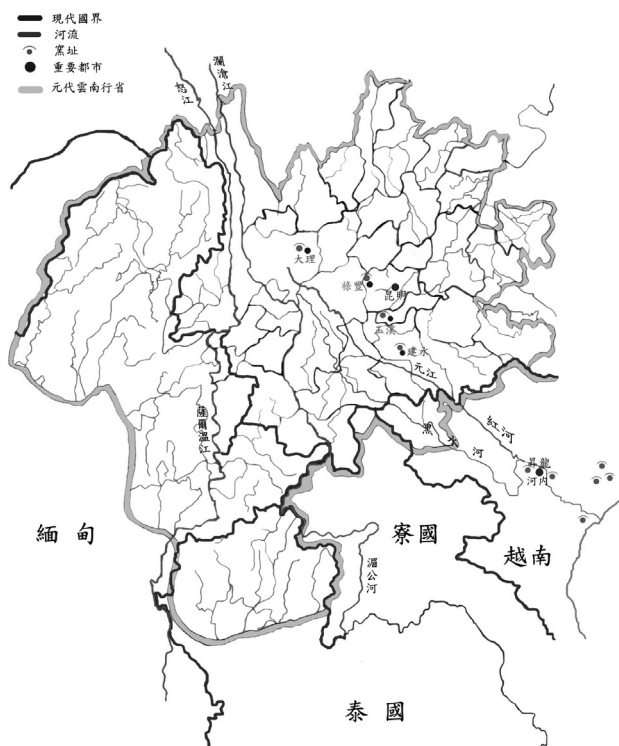 現代國界
河流
窯址
重要都市
元代雲南行省
瀾滄江
怒江
大理
祿豐
昆明
玉溪
建水
元江
紅河
黑水河
薩爾溫江
昇龍
河內
緬甸
寮國
越南
湄公河
泰國